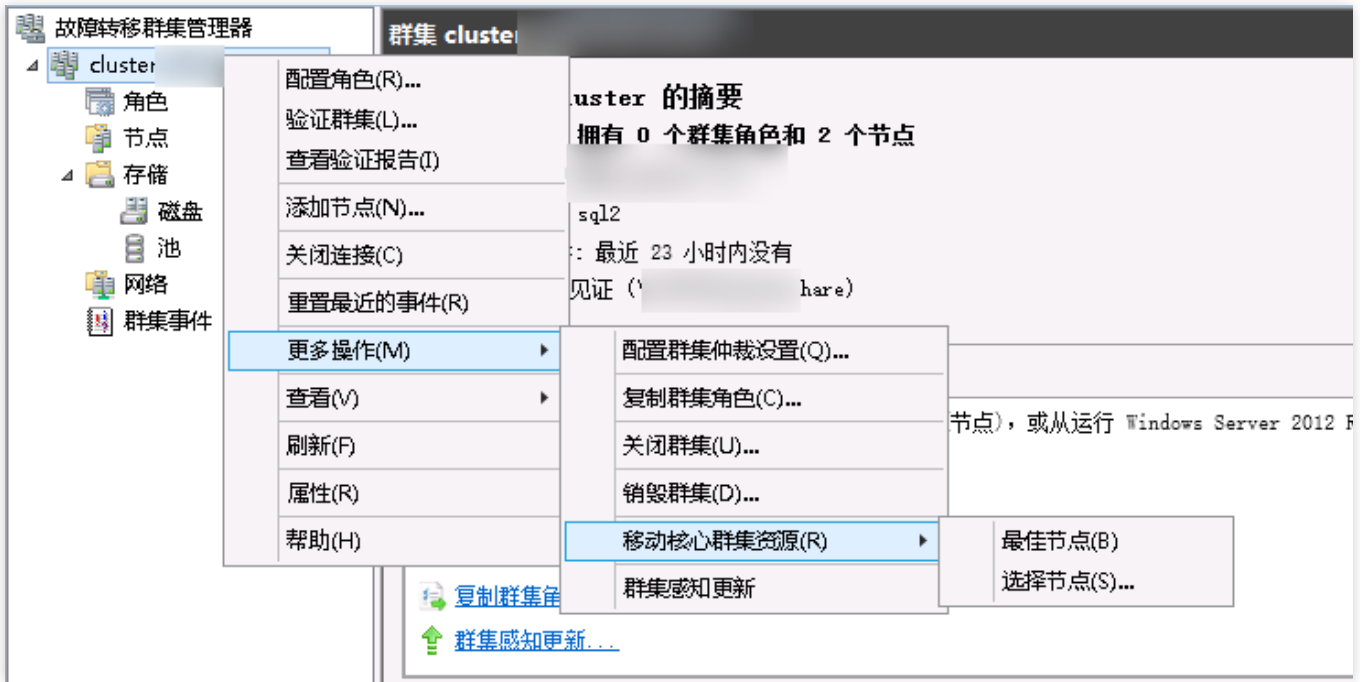 故障转移群集管理器
cluster
角色
节点
存储
磁盘
池
网络
群集事件
群集 cluster
luster 的摘要
拥有 0 个群集角色和 2 个节点
sql2
: 最近 23 小时内没有
见证 (\ hare)
节点), 或从运行 Windows Server 2012 R
复制群集角
群集感知更新...
配置角色(R)...
验证群集(L)...
查看验证报告(I)
添加节点(N)...
关闭连接(C)
重置最近的事件(R)
更多操作(M)
查看(V)
刷新(F)
属性(R)
帮助(H)
配置群集仲裁设置(Q)...
复制群集角色(C)...
关闭群集(U)...
销毁群集(D)...
移动核心群集资源(R)
群集感知更新
最佳节点(B)
选择节点(S)...